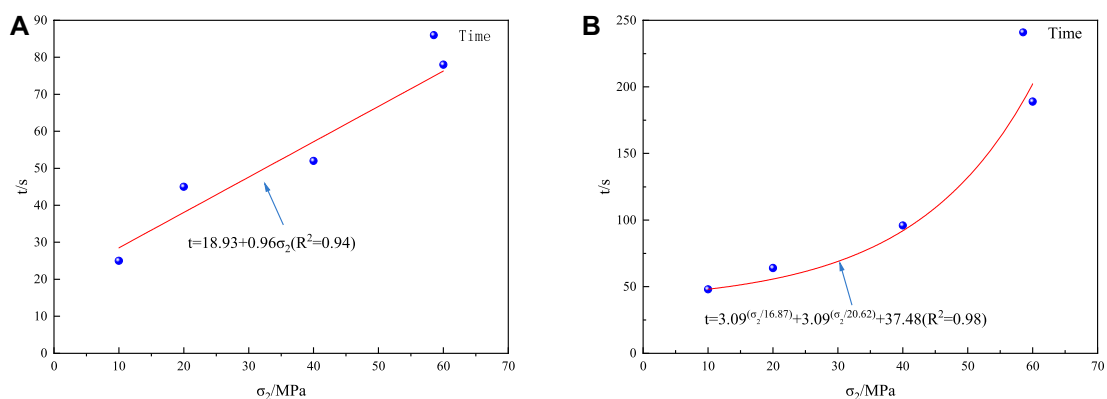 A
90
80
70
60
50
40
30
20
10
0
t/s
Time
t=18.93+0.96σ₂(R²=0.94)
0 10 20 30 40 50 60 70
σ₂/MPa
B
250
200
150
100
50
0
t/s
Time
t=3.09^(σ₂/16.87)+3.09^(σ₂/20.62)+37.48(R²=0.98)
0 10 20 30 40 50 60 70
σ₂/MPa